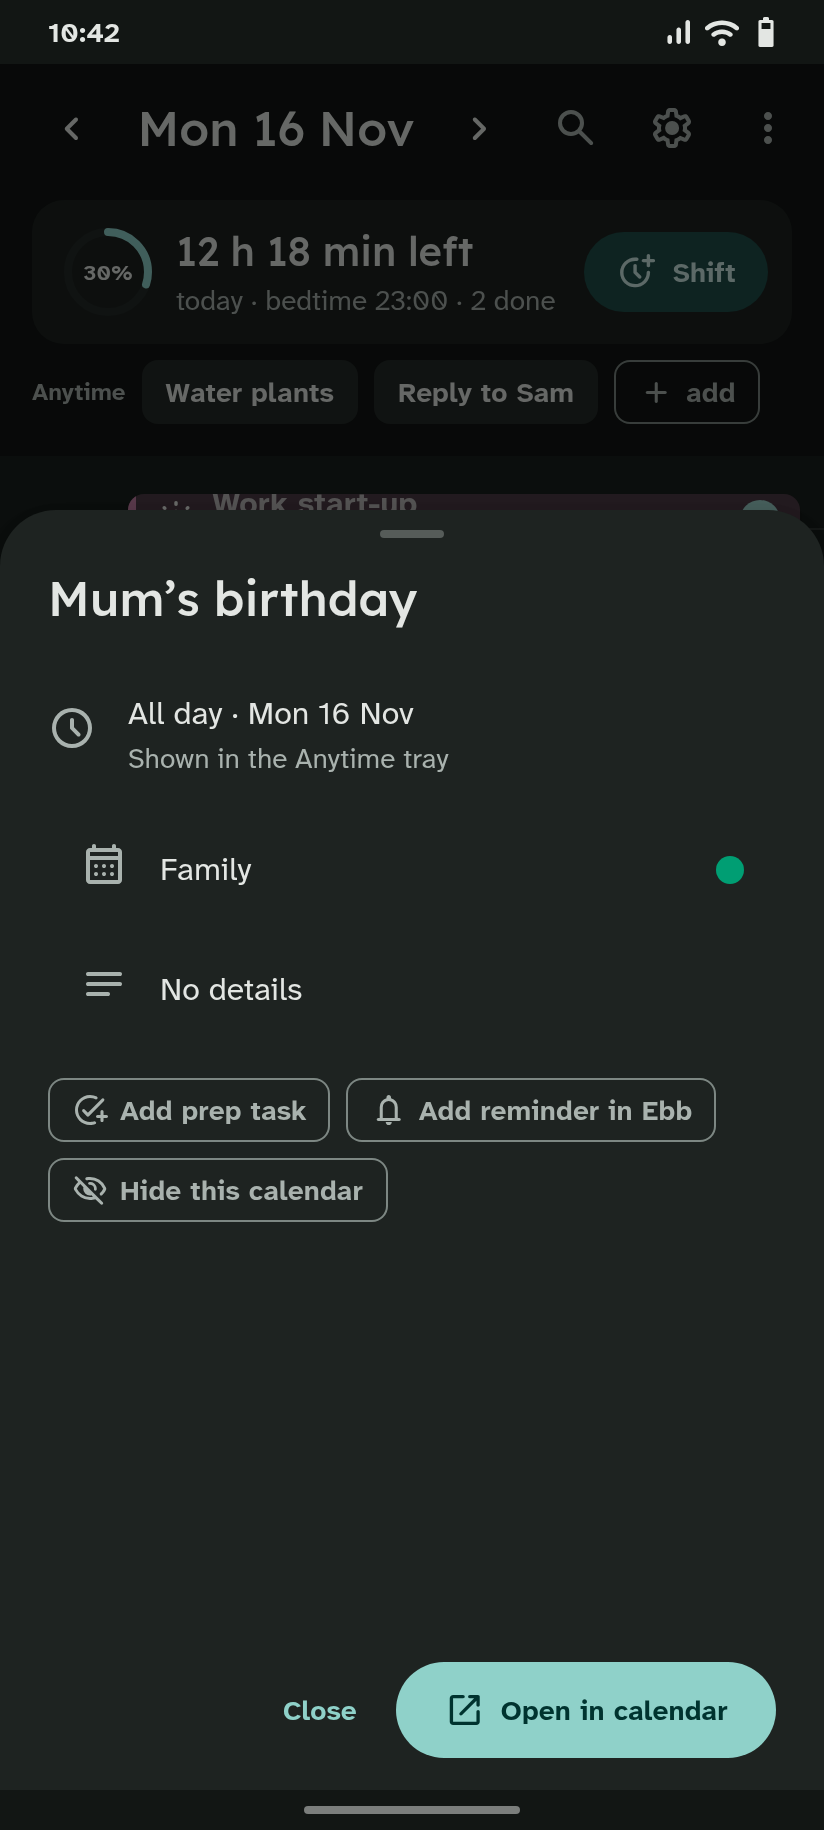 10:42
Mon 16 Nov
30%
12 h 18 min left
today · bedtime 23:00 · 2 done
Shift
Anytime
Water plants
Reply to Sam
add
Work start-up
Mum’s birthday
All day · Mon 16 Nov
Shown in the Anytime tray
Family
No details
Add prep task
Add reminder in Ebb
Hide this calendar
Close
Open in calendar